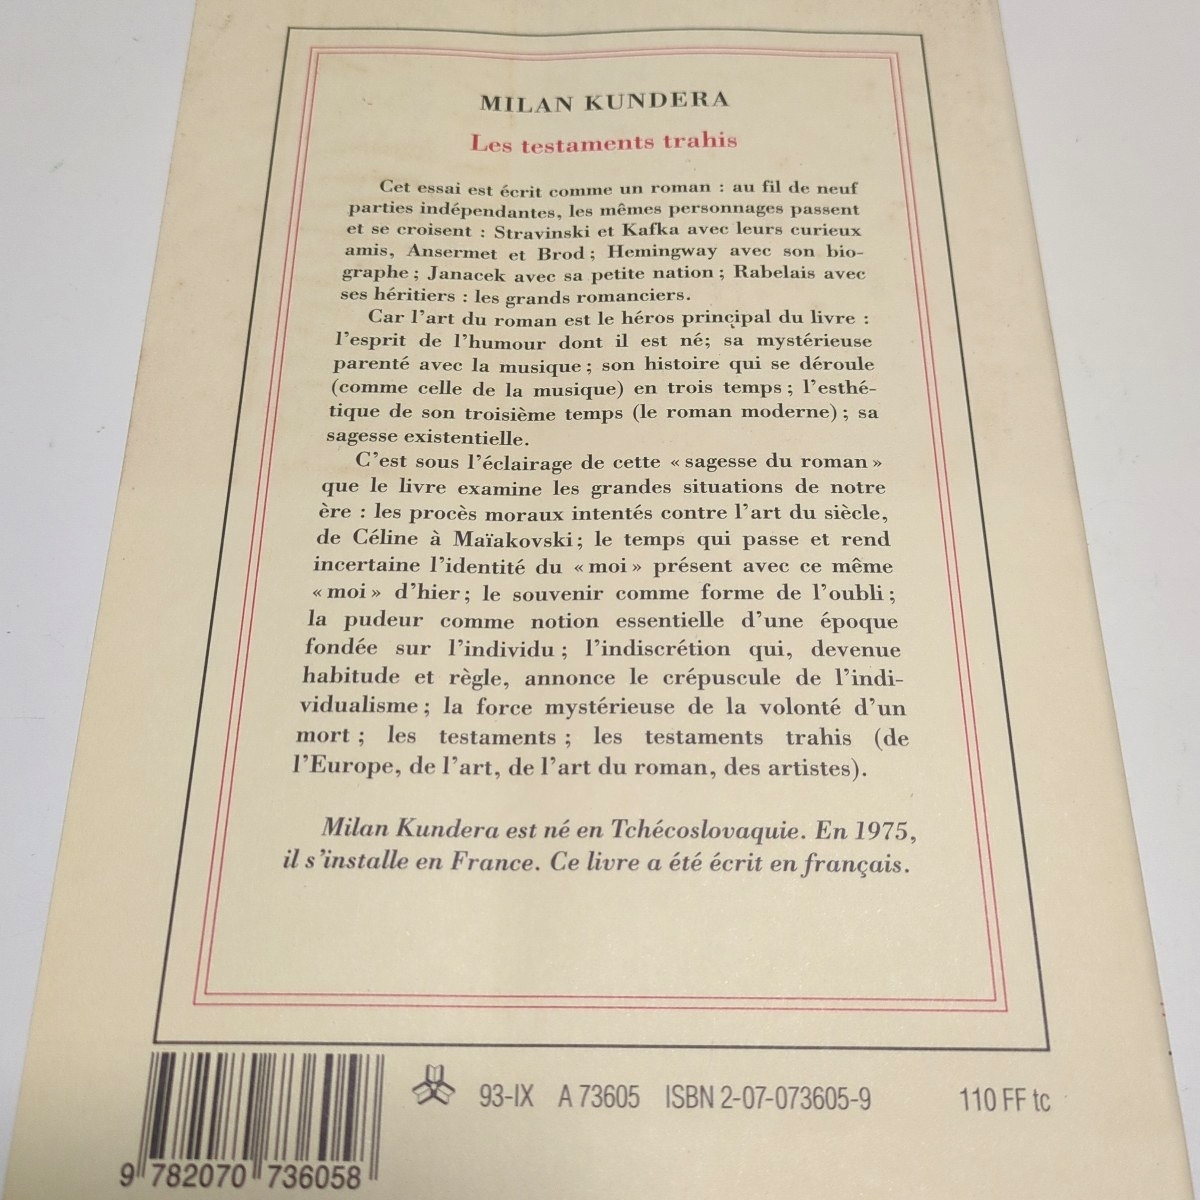 MILAN KUNDERA
Les testaments trahis
Cet essai est écrit comme un roman : au fil de neuf
parties indépendantes, les mêmes personnages passent
et se croisent : Stravinski et Kafka avec leurs curieux
amis, Ansermet et Brod ; Hemingway avec son bio-
graphe ; Janacek avec sa petite nation ; Rabelais avec
ses héritiers : les grands romanciers.
Car l'art du roman est le héros principal du livre :
l'esprit de l'humour dont il est né; sa mystérieuse
parenté avec la musique ; son histoire qui se déroule
(comme celle de la musique) en trois temps ; l'esthé-
tique de son troisième temps (le roman moderne) ; sa
sagesse existentielle.
C'est sous l'éclairage de cette « sagesse du roman »
que le livre examine les grandes situations de notre
ère : les procès moraux intentés contre l'art du siècle,
de Céline à Maïakovski ; le temps qui passe et rend
incertaine l'identité du « moi » présent avec ce même
« moi » d'hier ; le souvenir comme forme de l'oubli ;
la pudeur comme notion essentielle d'une époque
fondée sur l'individu ; l'indiscrétion qui, devenue
habitude et règle, annonce le crépuscule de l'indi-
vidualisme ; la force mystérieuse de la volonté d'un
mort ; les testaments ; les testaments trahis (de
l'Europe, de l'art, de l'art du roman, des artistes).
Milan Kundera est né en Tchécoslovaquie. En 1975,
il s'installe en France. Ce livre a été écrit en français.
93-IX A 73605 ISBN 2-07-073605-9 110 FF tc
9 782070 736058